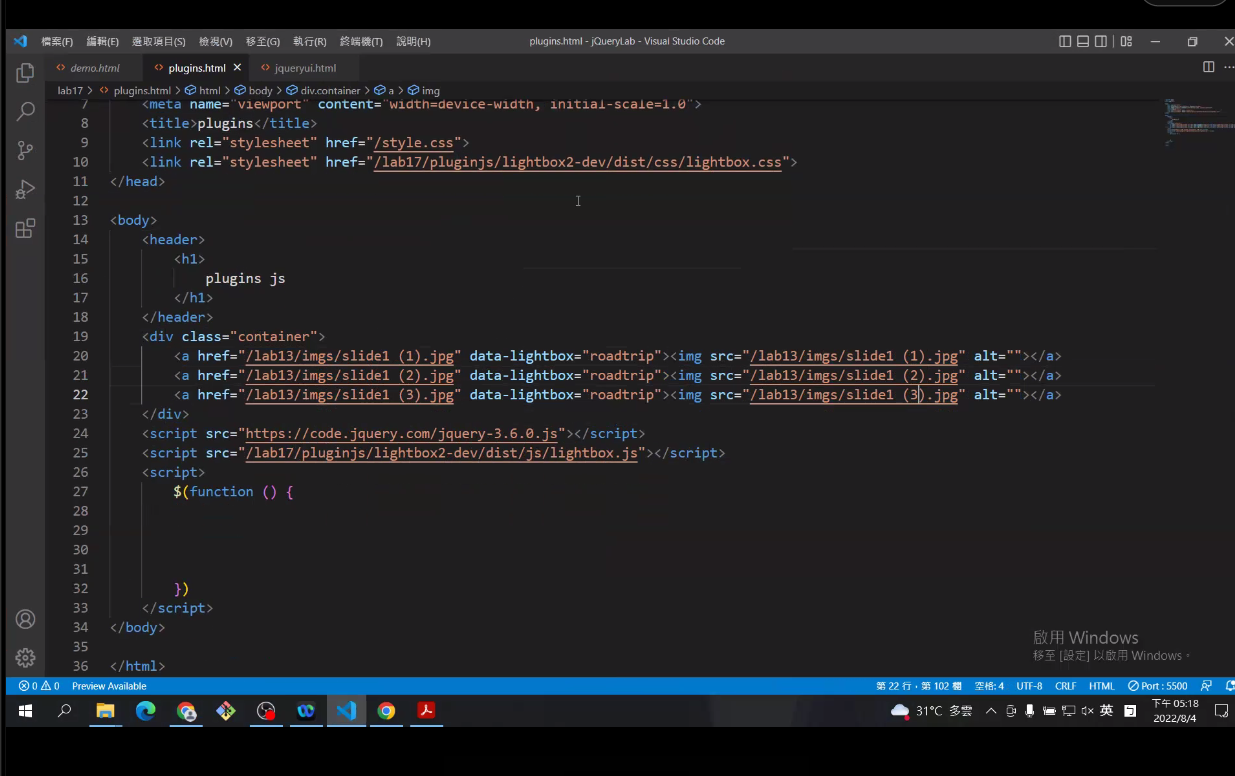 檔案(F) 編輯(E) 選取項目(S) 檢視(V) 移至(G) 執行(R) 終端機(T) 說明(H) plugins.html - jQueryLab - Visual Studio Code
demo.html plugins.html jqueryui.html
lab17 > plugins.html > html > body > div.container > a > img
7 <meta name="viewport" content="width=device-width, initial-scale=1.0">
8 <title>plugins</title>
9 <link rel="stylesheet" href="/style.css">
10 <link rel="stylesheet" href="/lab17/pluginjs/lightbox2-dev/dist/css/lightbox.css">
11 </head>
12
13 <body>
14 <header>
15 <h1>
16 plugins js
17 </h1>
18 </header>
19 <div class="container">
20 <a href="/lab13/imgs/slide1 (1).jpg" data-lightbox="roadtrip"><img src="/lab13/imgs/slide1 (1).jpg" alt=""></a>
21 <a href="/lab13/imgs/slide1 (2).jpg" data-lightbox="roadtrip"><img src="/lab13/imgs/slide1 (2).jpg" alt=""></a>
22 <a href="/lab13/imgs/slide1 (3).jpg" data-lightbox="roadtrip"><img src="/lab13/imgs/slide1 (3).jpg" alt=""></a>
23 </div>
24 <script src="https://code.jquery.com/jquery-3.6.0.js"></script>
25 <script src="/lab17/pluginjs/lightbox2-dev/dist/js/lightbox.js"></script>
26 <script>
27 $(function () {
28
29
30
31
32 })
33 </script>
34 </body>
35
36 </html>
啟用 Windows
移至 [設定] 以啟用 Windows。
0 0 Preview Available 第 22 行，第 102 欄 空格: 4 UTF-8 CRLF HTML Port : 5500
31°C 多雲 英 下午 05:18
2022/8/4